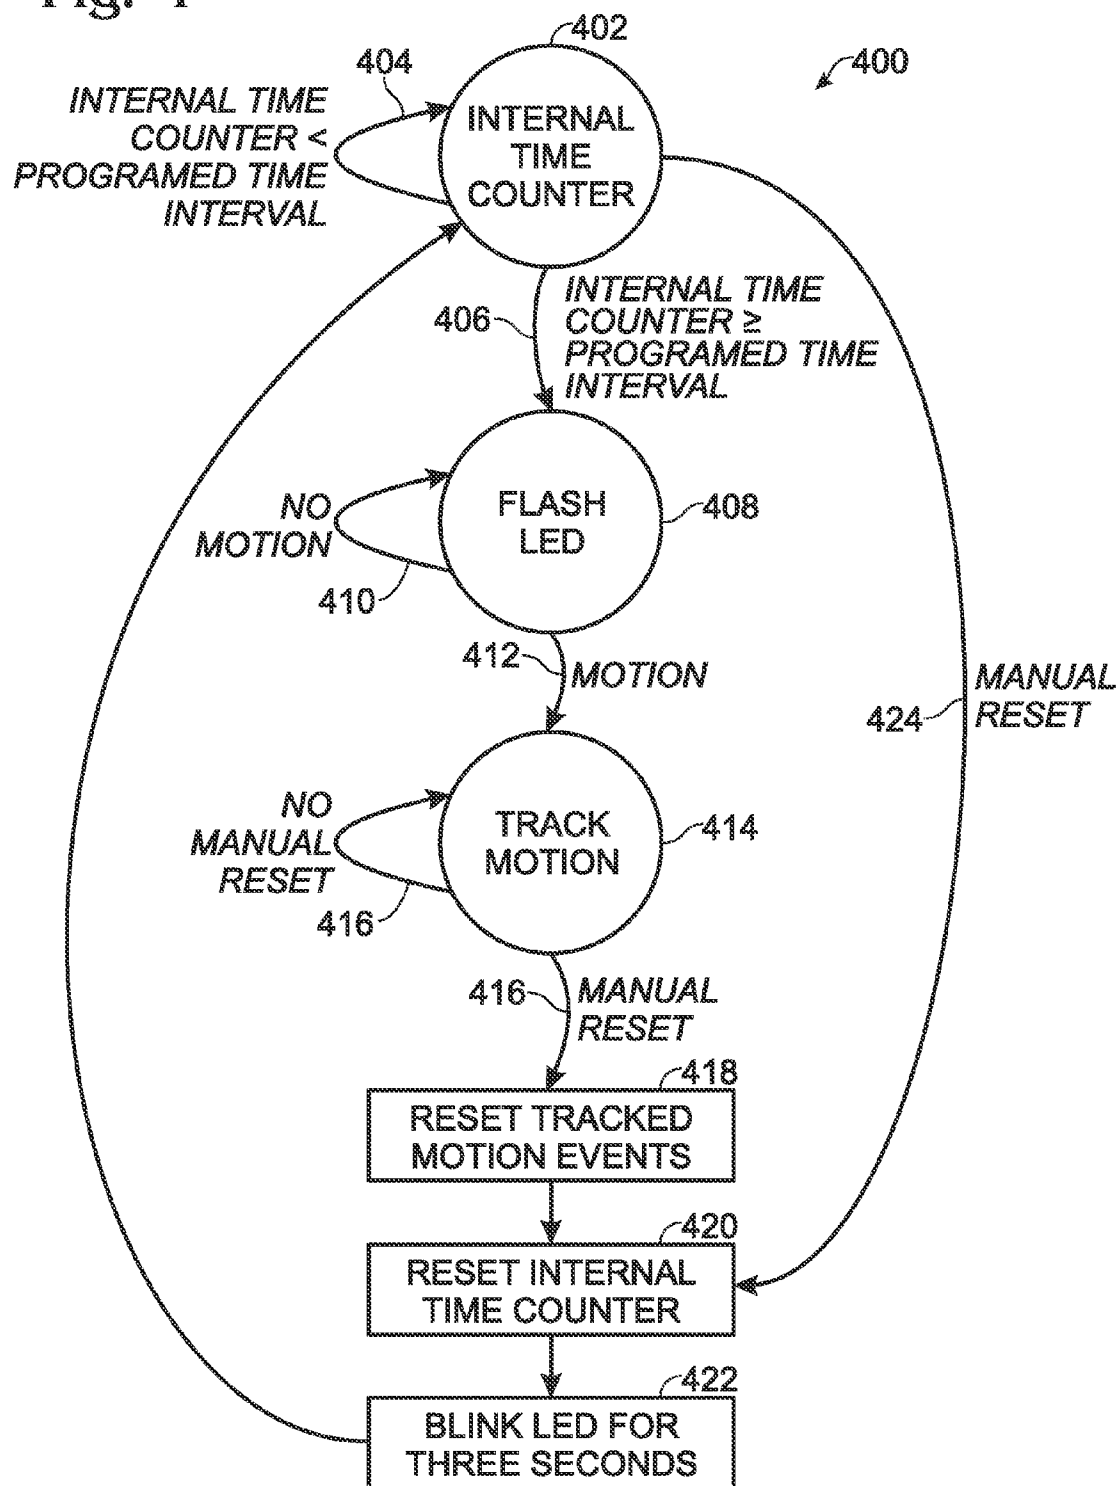 402
404
400
INTERNAL TIME
COUNTER <
PROGRAMED TIME
INTERVAL
INTERNAL
TIME
COUNTER
406
INTERNAL TIME
COUNTER ≥
PROGRAMED TIME
INTERVAL
NO
MOTION
410
FLASH
LED
408
412
MOTION
MANUAL
RESET
424
NO
MANUAL
RESET
416
TRACK
MOTION
414
416
MANUAL
RESET
418
RESET TRACKED
MOTION EVENTS
420
RESET INTERNAL
TIME COUNTER
422
BLINK LED FOR
THREE SECONDS